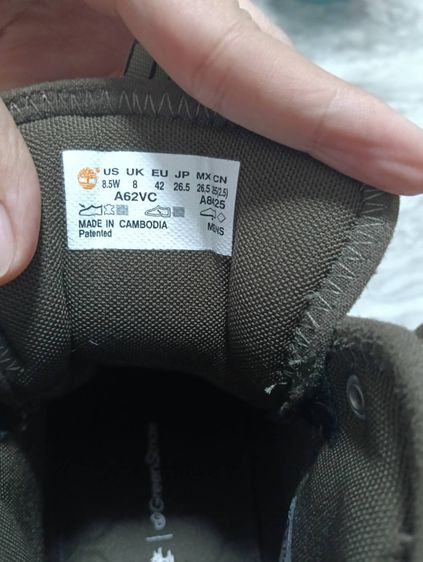 US UK EU JP MX CN
8.5W 8 42 26.5 26.5
A62VC
MADE IN CAMBODIA
Patented
GreenStride